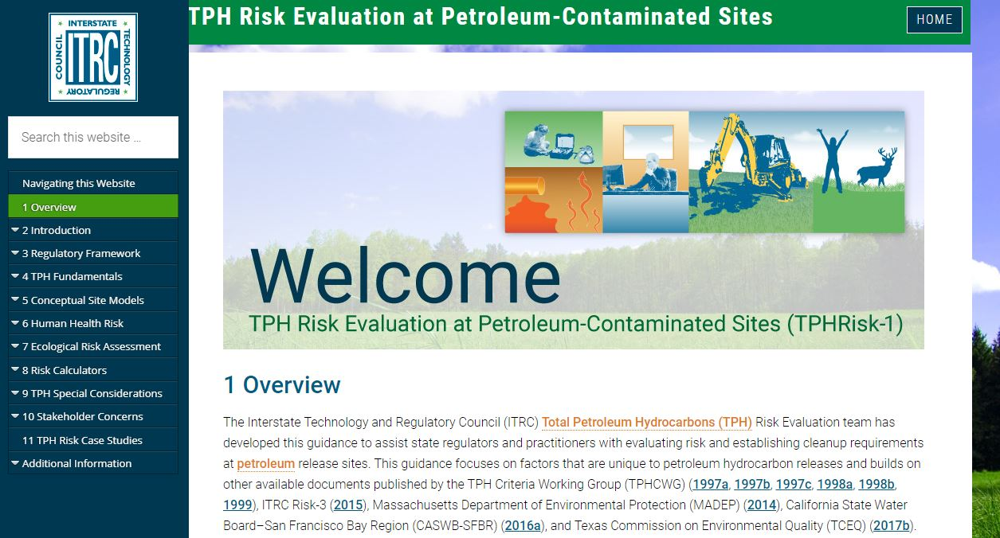 TPH Risk Evaluation at Petroleum-Contaminated Sites
HOME
INTERSTATE
TECHNOLOGY
REGULATORY
COUNCIL
ITRC
Search this website ...
Navigating this Website
1 Overview
2 Introduction
3 Regulatory Framework
4 TPH Fundamentals
5 Conceptual Site Models
6 Human Health Risk
7 Ecological Risk Assessment
8 Risk Calculators
9 TPH Special Considerations
10 Stakeholder Concerns
11 TPH Risk Case Studies
Additional Information
Welcome
TPH Risk Evaluation at Petroleum-Contaminated Sites (TPHRisk-1)
1 Overview
The Interstate Technology and Regulatory Council (ITRC) Total Petroleum Hydrocarbons (TPH) Risk Evaluation team has
developed this guidance to assist state regulators and practitioners with evaluating risk and establishing cleanup requirements
at petroleum release sites. This guidance focuses on factors that are unique to petroleum hydrocarbon releases and builds on
other available documents published by the TPH Criteria Working Group (TPHCWG) (1997a, 1997b, 1997c, 1998a, 1998b,
1999), ITRC Risk-3 (2015), Massachusetts Department of Environmental Protection (MADEP) (2014), California State Water
Board–San Francisco Bay Region (CASWB-SFBR) (2016a), and Texas Commission on Environmental Quality (TCEQ) (2017b).